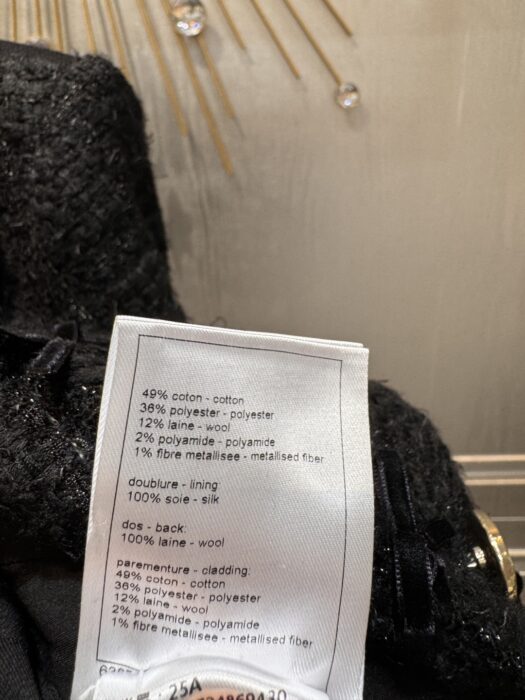 49% coton - cotton
36% polyester - polyester
12% laine - wool
2% polyamide - polyamide
1% fibre metallisee - metallised fiber
doublure - lining:
100% soie - silk
dos - back:
100% laine - wool
parementure - cladding:
49% coton - cotton
36% polyester - polyester
12% laine - wool
2% polyamide - polyamide
1% fibre metallisee - metallised fiber
25A